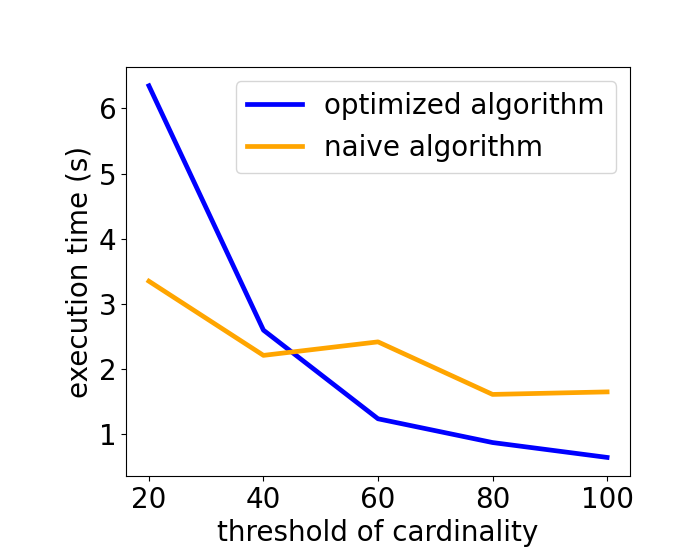 optimized algorithm
naive algorithm
execution time (s)
6
5
4
3
2
1
20 40 60 80 100
threshold of cardinality